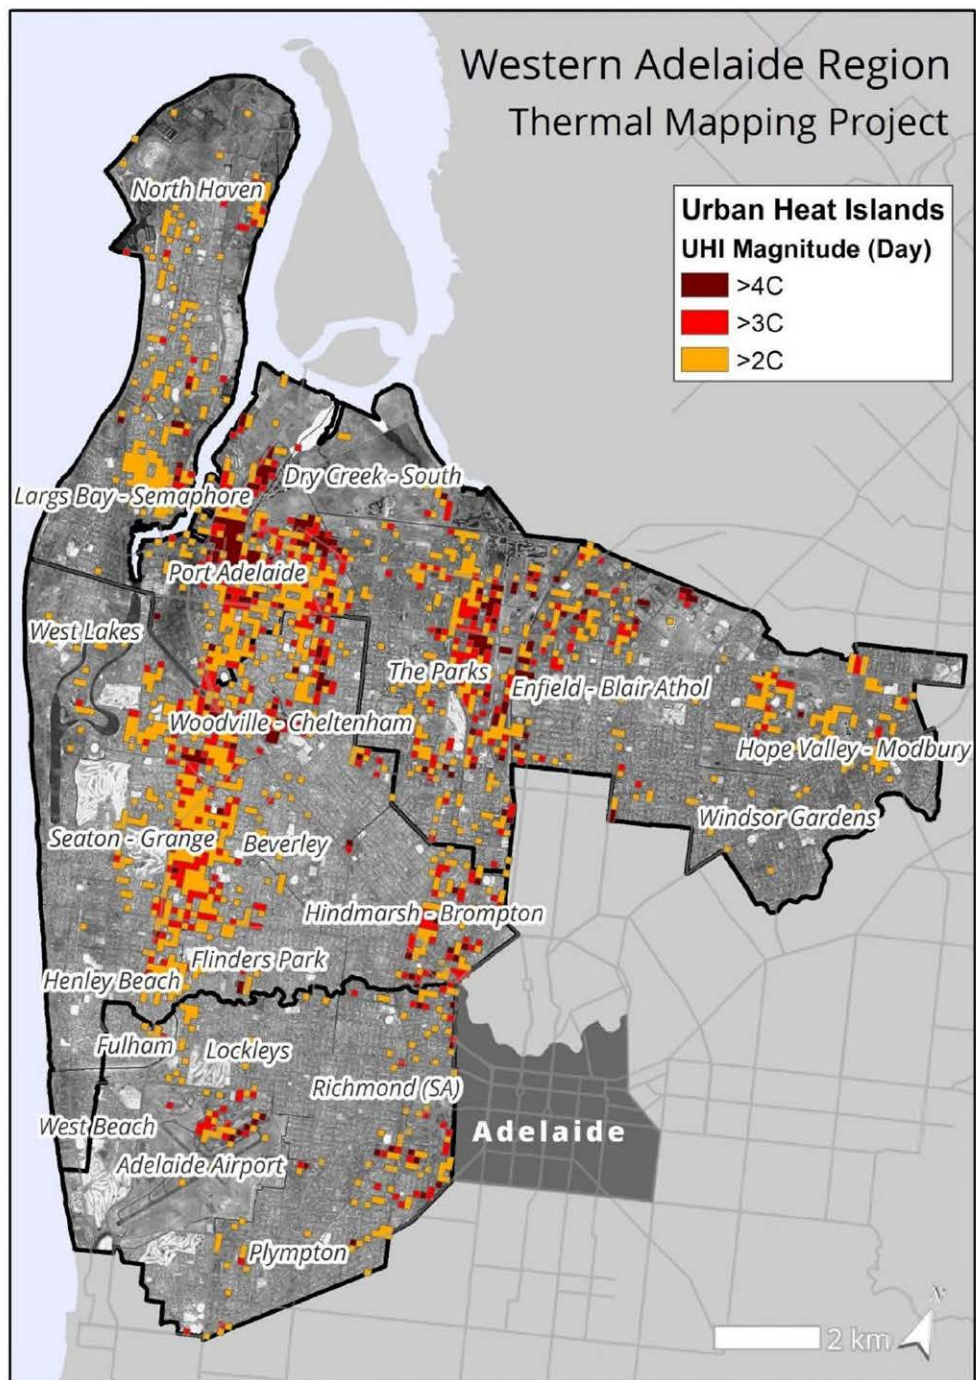 Western Adelaide Region
Thermal Mapping Project
Urban Heat Islands
UHI Magnitude (Day)
>4C
>3C
>2C
North Haven
Dry Creek - South
Largs Bay - Semaphore
Port Adelaide
West Lakes
The Parks
Enfield - Blair Athol
Woodville - Cheltenham
Hope Valley - Modbury
Windsor Gardens
Seaton - Grange
Beverley
Hindmarsh - Brompton
Flinders Park
Henley Beach
Fulham
Lockleys
Richmond (SA)
West Beach
Adelaide
Adelaide Airport
Plympton
N
2 km